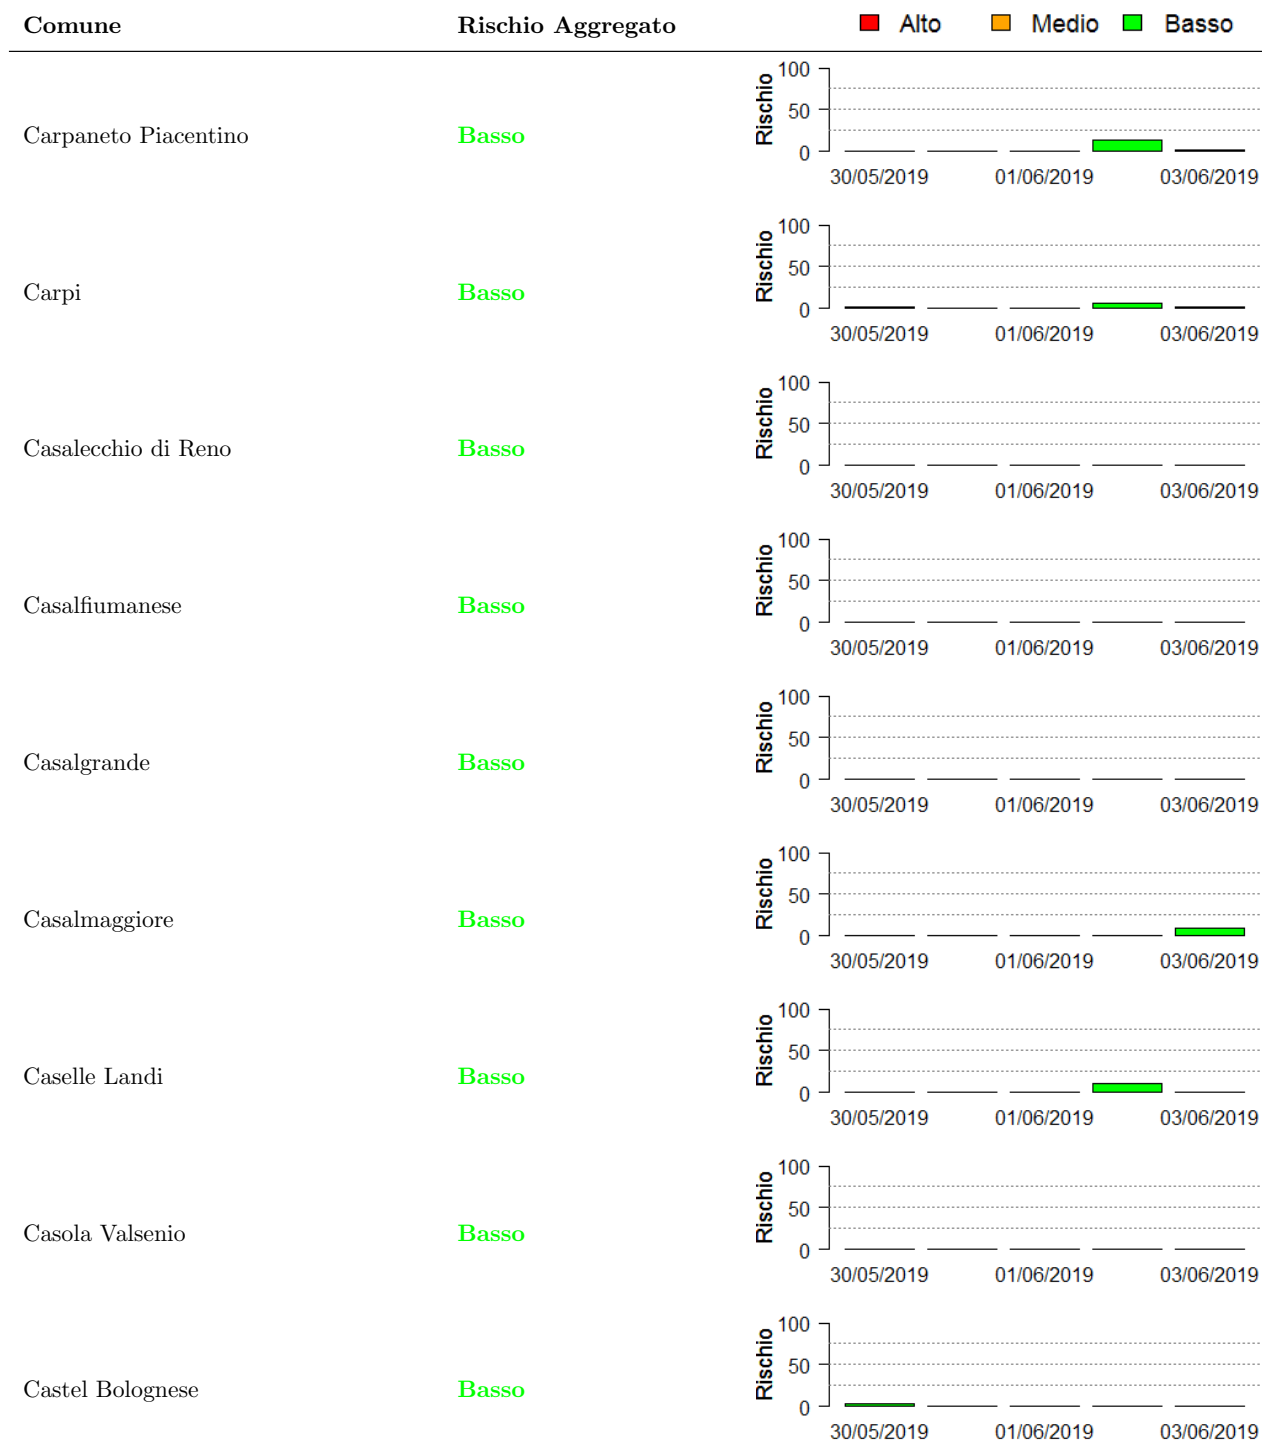 Comune Rischio Aggregato Alto Medio Basso
100
50
0
Rischio
Carpaneto Piacentino Basso
30/05/2019 01/06/2019 03/06/2019
100
50
0
Rischio
Carpi Basso
30/05/2019 01/06/2019 03/06/2019
100
50
0
Rischio
Casalecchio di Reno Basso
30/05/2019 01/06/2019 03/06/2019
100
50
0
Rischio
Casalfiumanese Basso
30/05/2019 01/06/2019 03/06/2019
100
50
0
Rischio
Casalgrande Basso
30/05/2019 01/06/2019 03/06/2019
100
50
0
Rischio
Casalmaggiore Basso
30/05/2019 01/06/2019 03/06/2019
100
50
0
Rischio
Caselle Landi Basso
30/05/2019 01/06/2019 03/06/2019
100
50
0
Rischio
Casola Valsenio Basso
30/05/2019 01/06/2019 03/06/2019
100
50
0
Rischio
Castel Bolognese Basso
30/05/2019 01/06/2019 03/06/2019